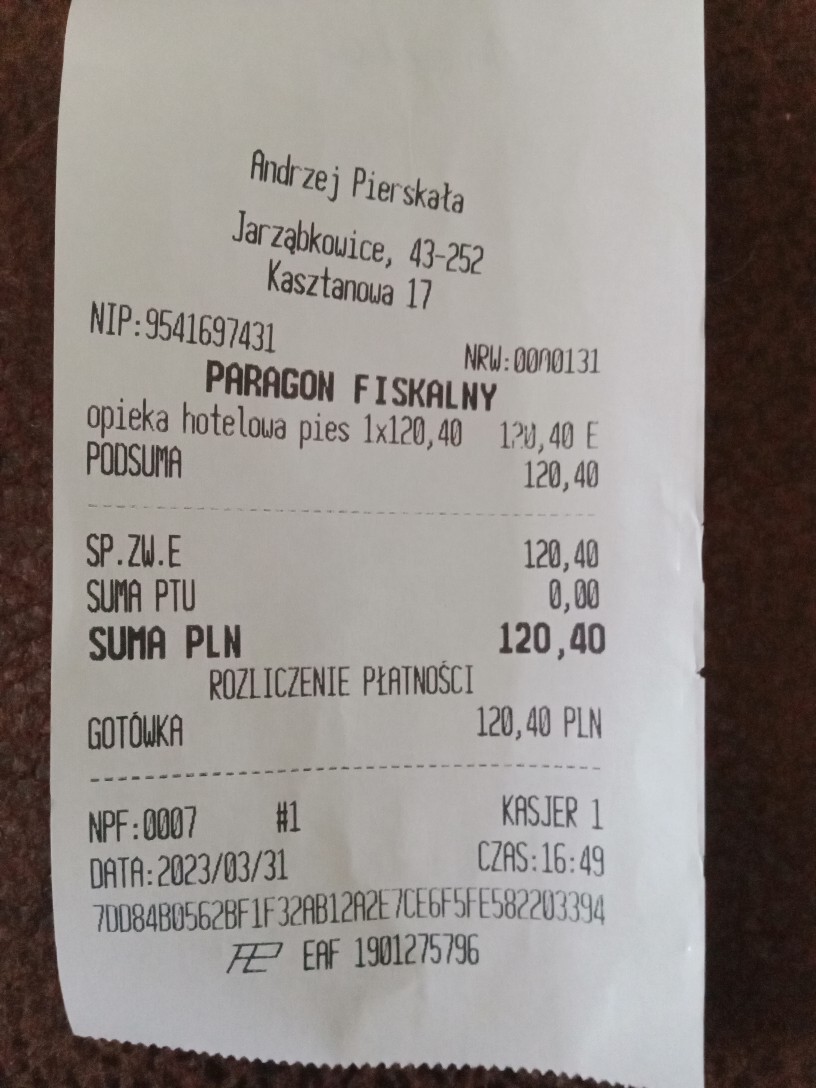 Andrzej Pierskała
Jarząbkowice, 43-252
Kasztanowa 17
NIP:9541697431
NRW:0000131
PARAGON FISKALNY
opieka hotelowa pies 1x120,40 120,40 E
PODSUMA 120,40
SP.ZW.E 120,40
SUMA PTU 0,00
SUMA PLN 120,40
ROZLICZENIE PŁATNOŚCI
GOTÓWKA 120,40 PLN
NPF:0007 #1 KASJER 1
DATA:2023/03/31 CZAS:16:49
7DD84B0562BF1F32AB12A2E7CE6F5FE582203394
EAF 1901275796